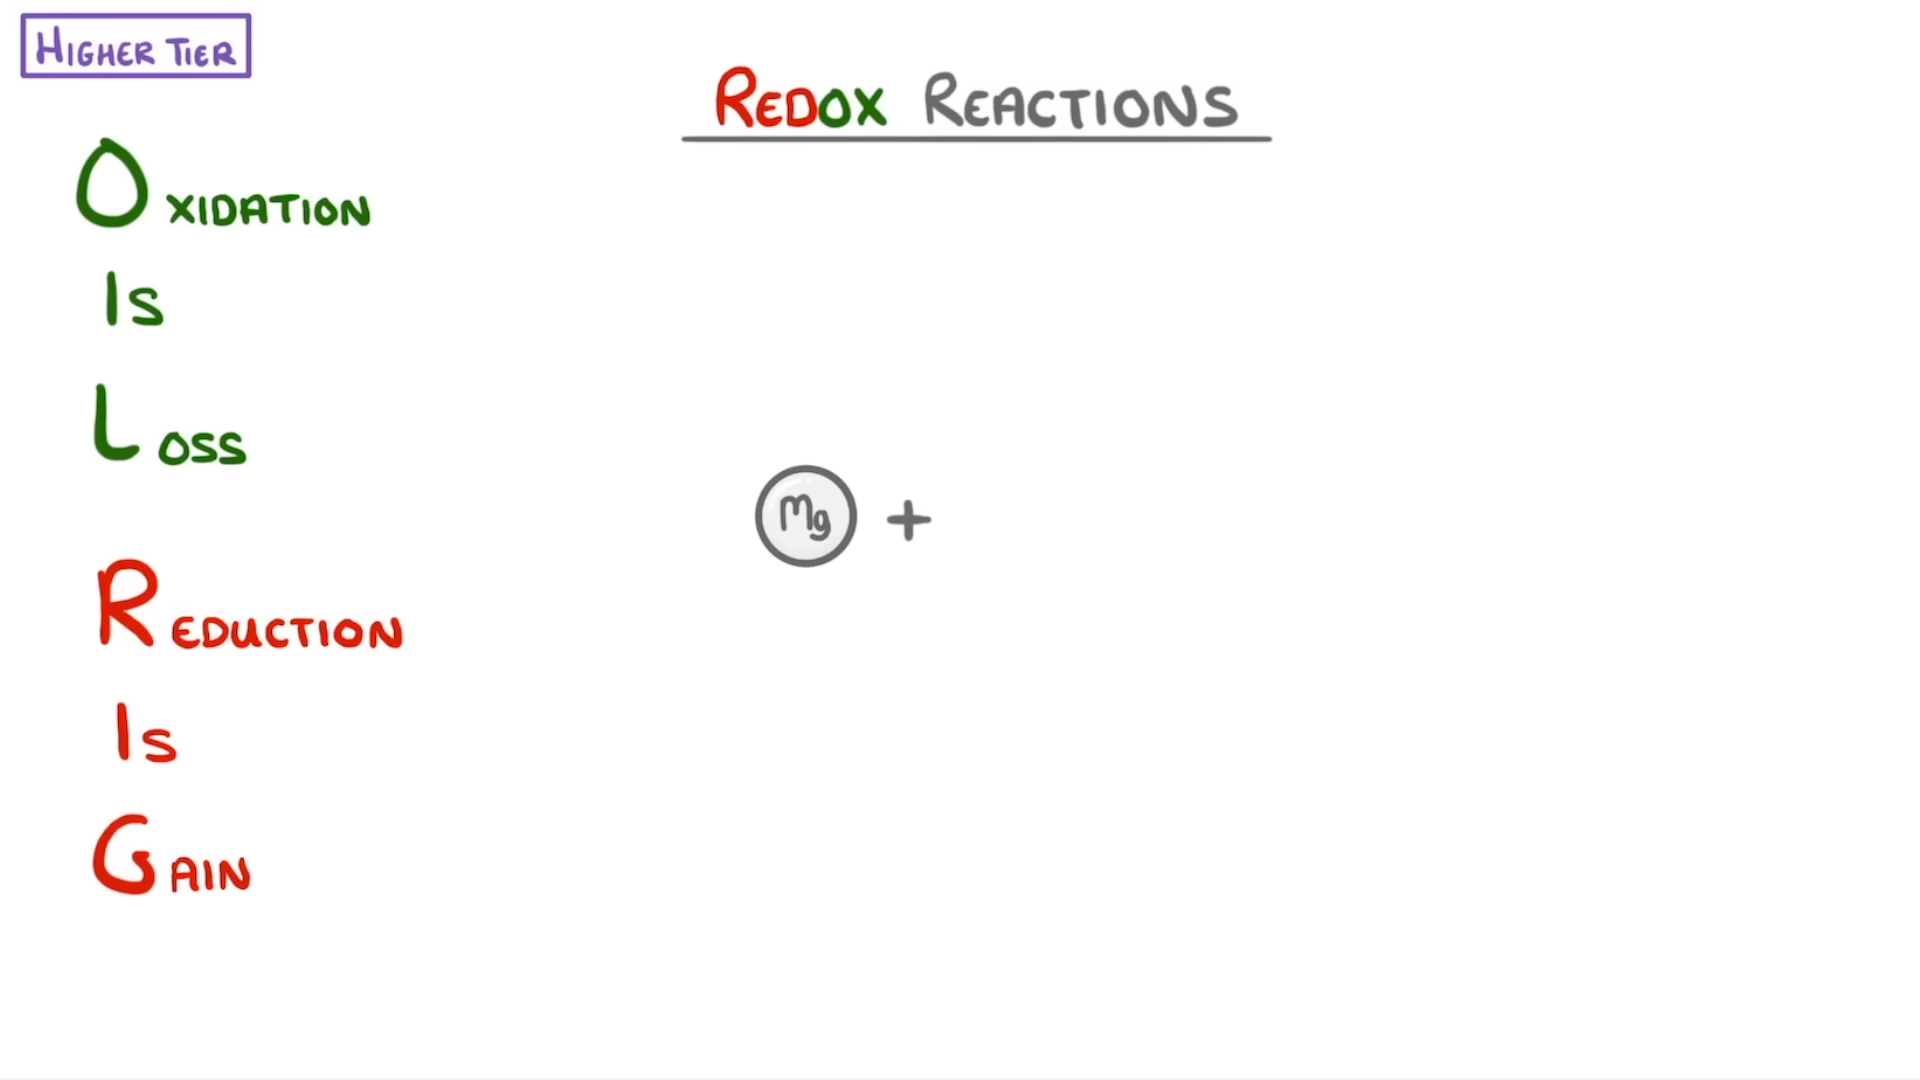 HIGHER TIER
REDOX REACTIONS
OXIDATION
IS
LOSS
Mg +
REDUCTION
IS
GAIN